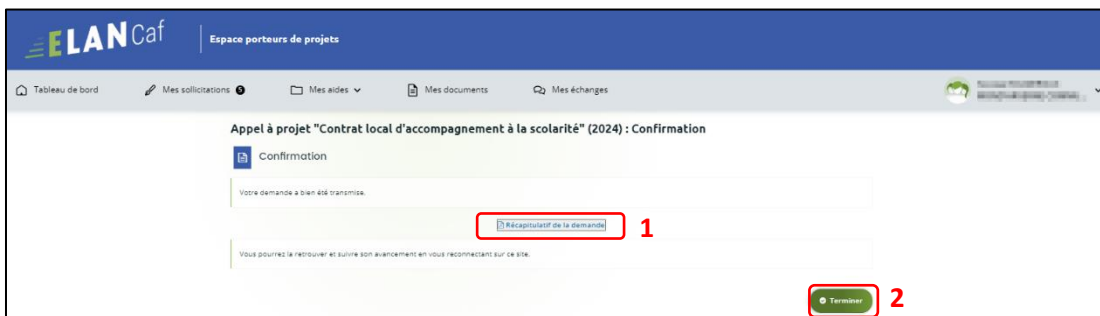 ELANCaf
Espace porteurs de projets
Tableau de bord Mes sollicitations 5 Mes aides Mes documents Mes échanges
Appel à projet "Contrat local d'accompagnement à la scolarité" (2024) : Confirmation
Confirmation
Votre demande a bien été transmise.
Récapitulatif de la demande 1
Vous pourrez la retrouver et suivre son avancement en vous reconnectant sur ce site.
Terminer 2